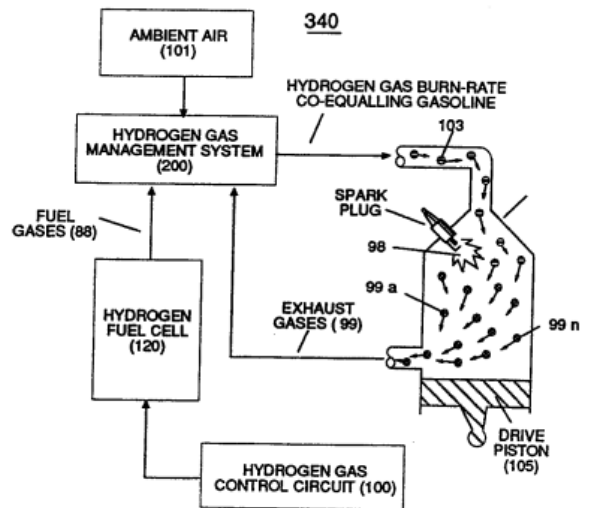 340
AMBIENT AIR
(101)
HYDROGEN GAS BURN-RATE
CO-EQUALLING GASOLINE
HYDROGEN GAS
MANAGEMENT SYSTEM
(200)
103
SPARK
PLUG
98
FUEL
GASES (88)
99 a
99 n
HYDROGEN
FUEL CELL
(120)
EXHAUST
GASES (99)
DRIVE
PISTON
(105)
HYDROGEN GAS
CONTROL CIRCUIT (100)